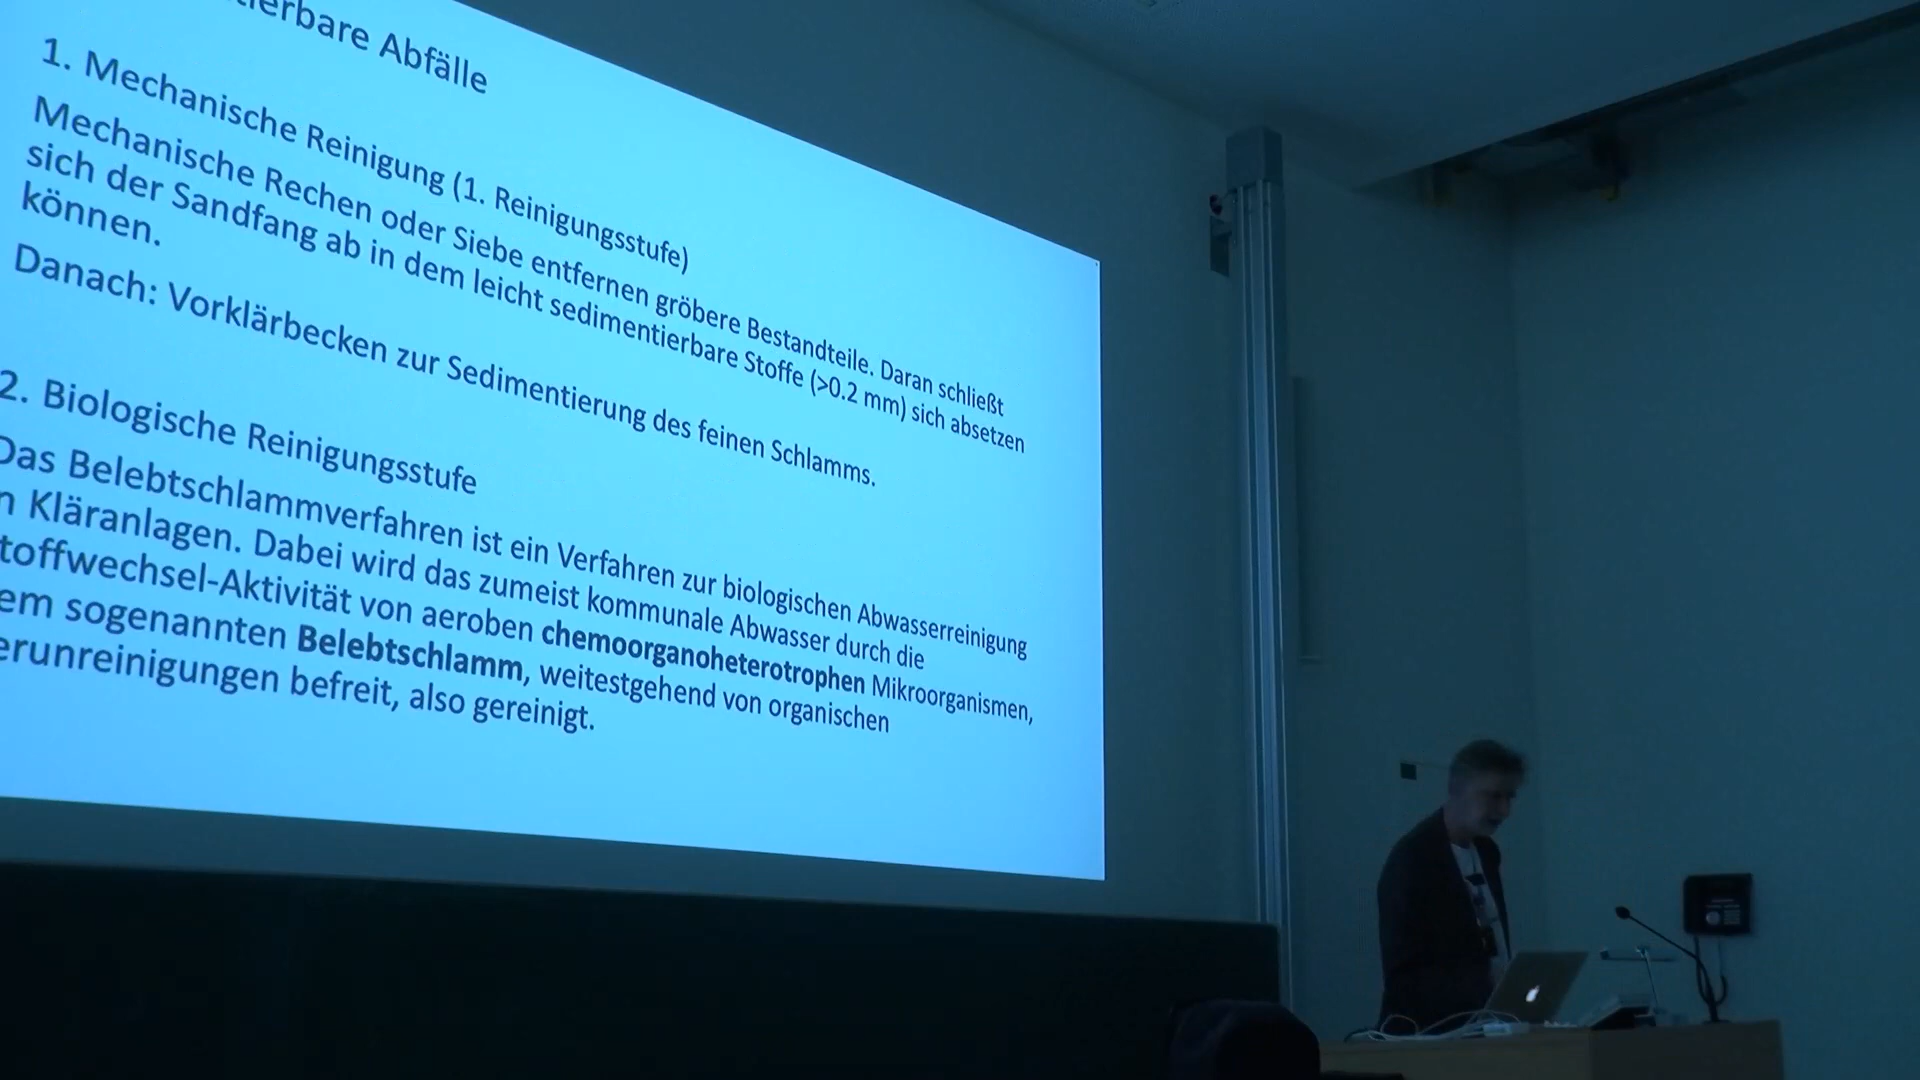 Abfälle
1. Mechanische Reinigung (1. Reinigungsstufe)
Mechanische Rechen oder Siebe entfernen gröbere Bestandteile. Daran schließt
sich der Sandfang ab in dem leicht sedimentierbare Stoffe (>0.2 mm) sich absetzen
können.
Danach: Vorklärbecken zur Sedimentierung des feinen Schlamms.
2. Biologische Reinigungsstufe
Das Belebtschlammverfahren ist ein Verfahren zur biologischen Abwasserreinigung
n Kläranlagen. Dabei wird das zumeist kommunale Abwasser durch die
toffwechsel-Aktivität von aeroben chemoorganoheterotrophen Mikroorganismen,
em sogenannten Belebtschlamm, weitestgehend von organischen
erunreinigungen befreit, also gereinigt.